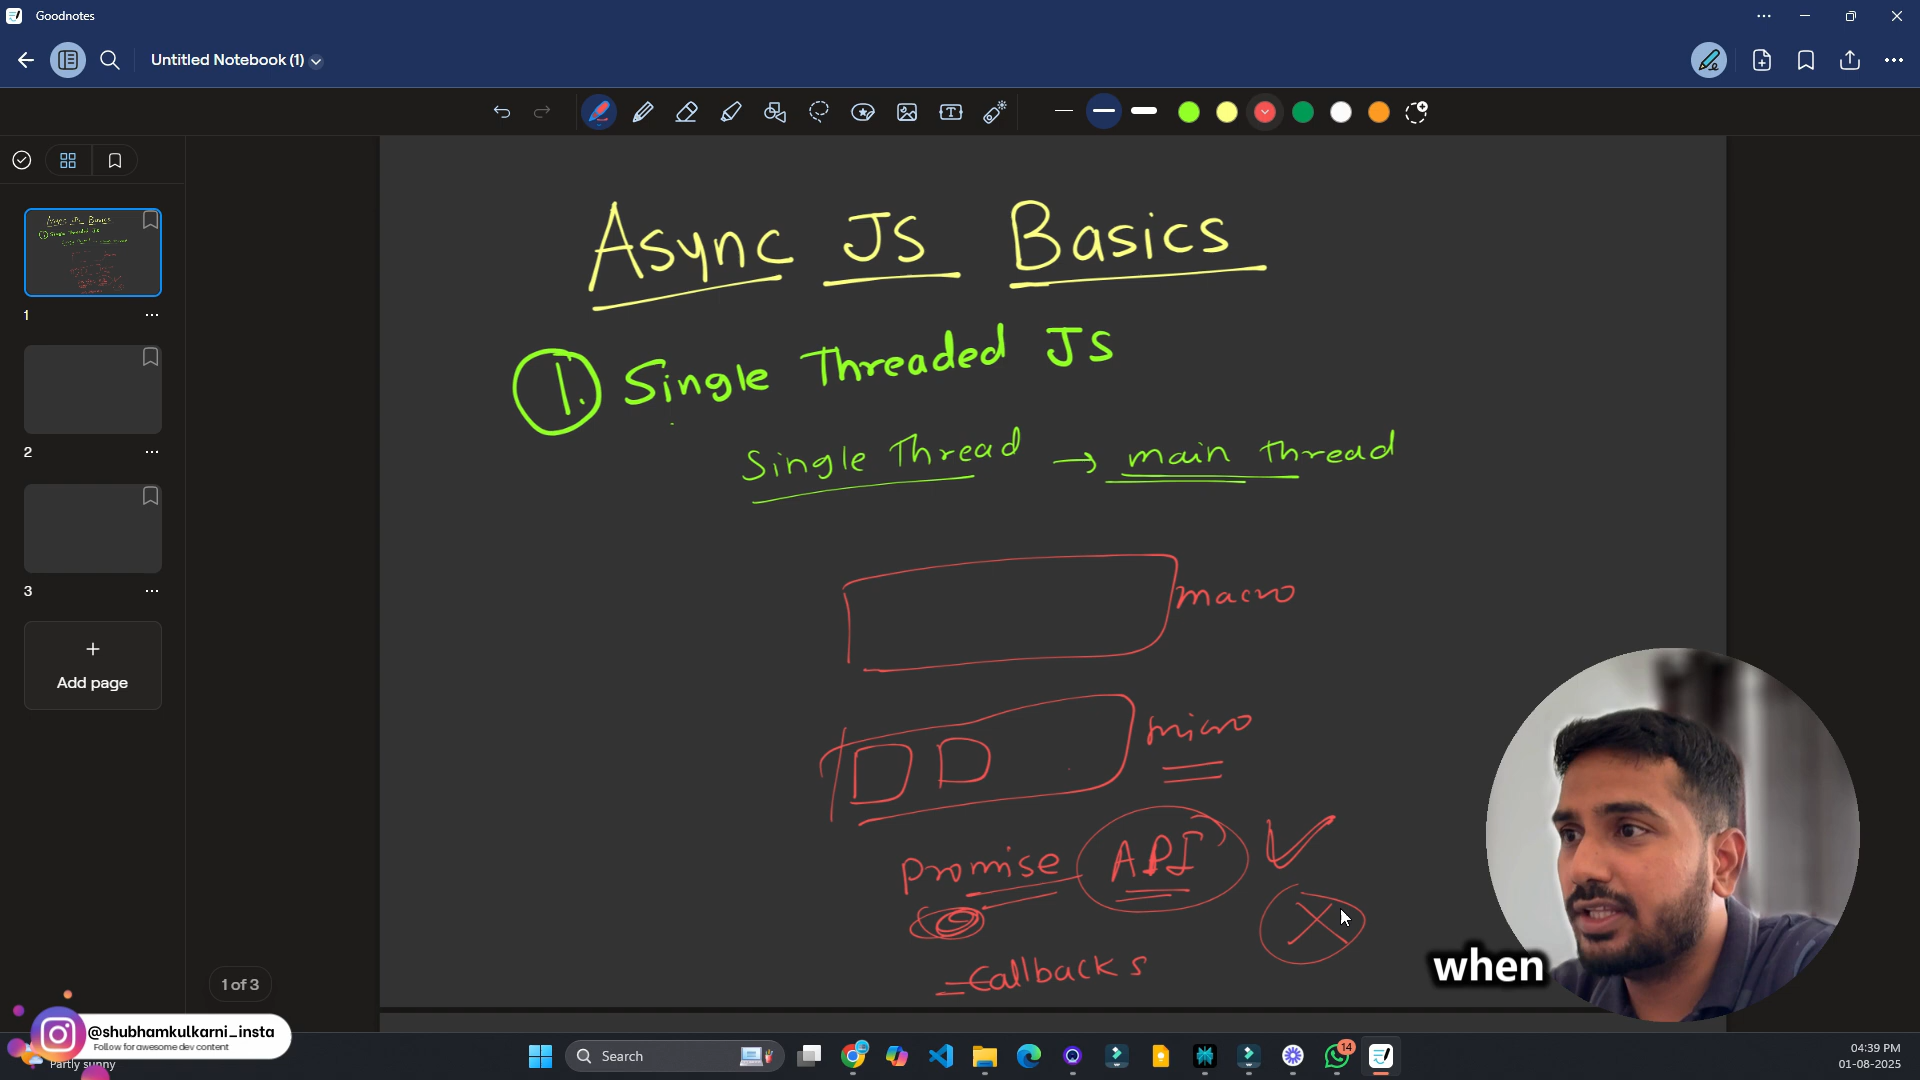 Goodnotes
Untitled Notebook (1)
Async JS Basics
1. Single Threaded JS
Single Thread → main thread
macro
micro
Promise API
Callbacks
1
2
3
Add page
1 of 3
when
@shubhamkulkarni_insta
Follow for awesome dev content
Partly sunny
Search
14
04:39 PM
01-08-2025